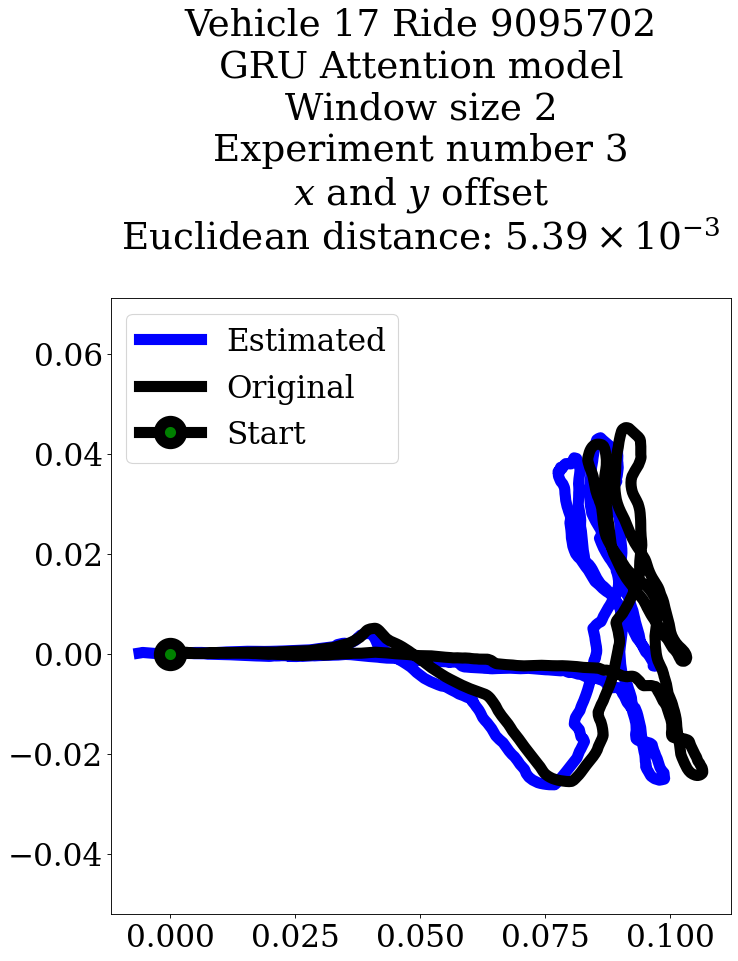 Vehicle 17 Ride 9095702
GRU Attention model
Window size 2
Experiment number 3
x and y offset
Euclidean distance: 5.39 × 10⁻³
Estimated
Original
Start
0.06
0.04
0.02
0.00
−0.02
−0.04
0.000 0.025 0.050 0.075 0.100